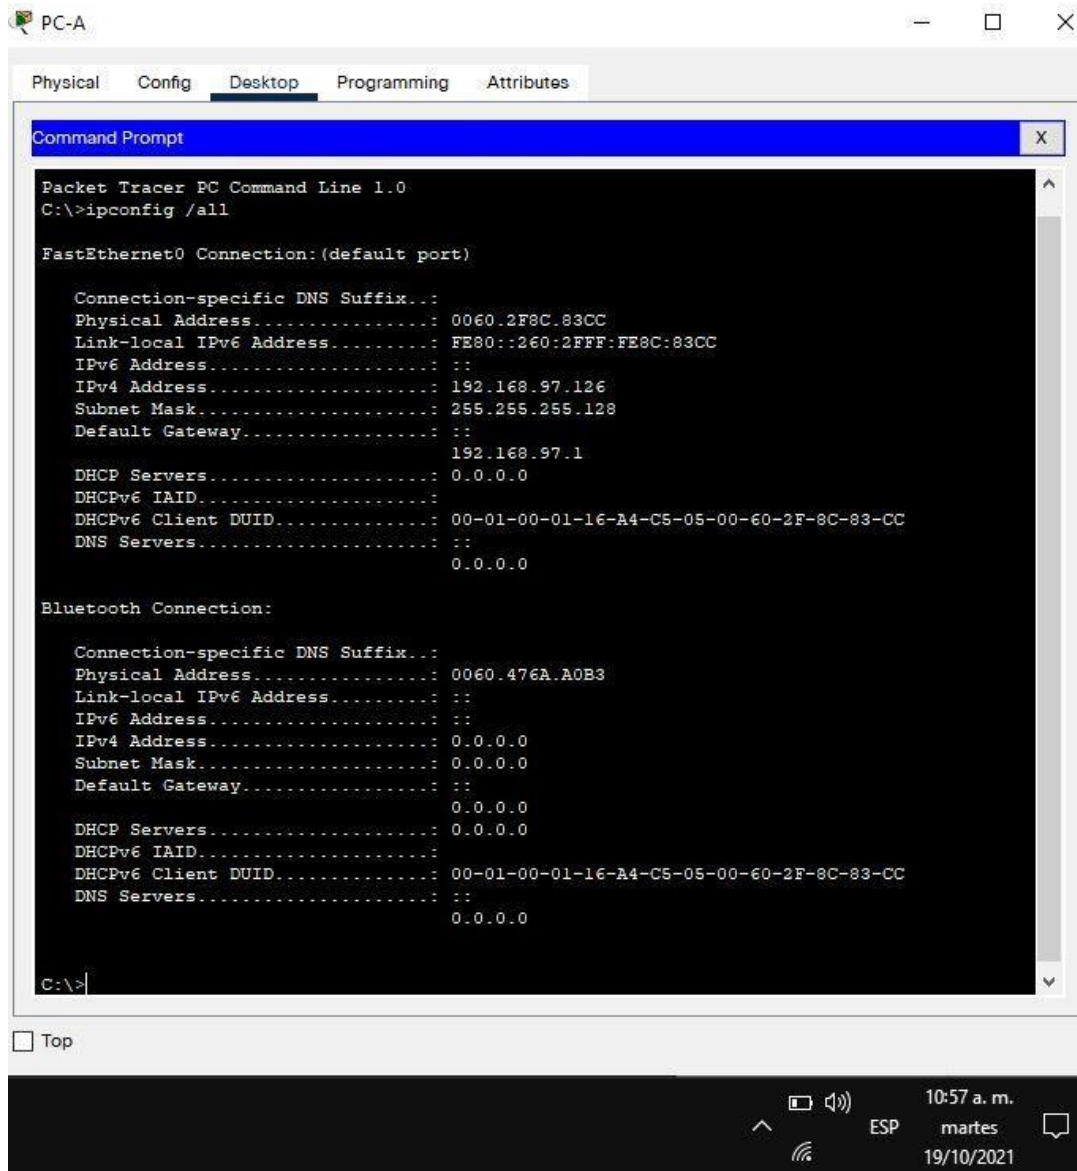 PC-A
Physical Config Desktop Programming Attributes
Command Prompt X
Packet Tracer PC Command Line 1.0
C:\>ipconfig /all
FastEthernet0 Connection:(default port)
Connection-specific DNS Suffix..:
Physical Address................: 0060.2F8C.83CC
Link-local IPv6 Address.........: FE80::260:2FFF:FE8C:83CC
IPv6 Address....................: ::
IPv4 Address....................: 192.168.97.126
Subnet Mask.....................: 255.255.255.128
Default Gateway.................: ::
192.168.97.1
DHCP Servers....................: 0.0.0.0
DHCPv6 IAID.....................:
DHCPv6 Client DUID..............: 00-01-00-01-16-A4-C5-05-00-60-2F-8C-83-CC
DNS Servers.....................: ::
0.0.0.0
Bluetooth Connection:
Connection-specific DNS Suffix..:
Physical Address................: 0060.476A.A0B3
Link-local IPv6 Address.........: ::
IPv6 Address....................: ::
IPv4 Address....................: 0.0.0.0
Subnet Mask.....................: 0.0.0.0
Default Gateway.................: ::
0.0.0.0
DHCP Servers....................: 0.0.0.0
DHCPv6 IAID.....................:
DHCPv6 Client DUID..............: 00-01-00-01-16-A4-C5-05-00-60-2F-8C-83-CC
DNS Servers.....................: ::
0.0.0.0
C:\>
Top
10:57 a. m.
ESP martes
19/10/2021